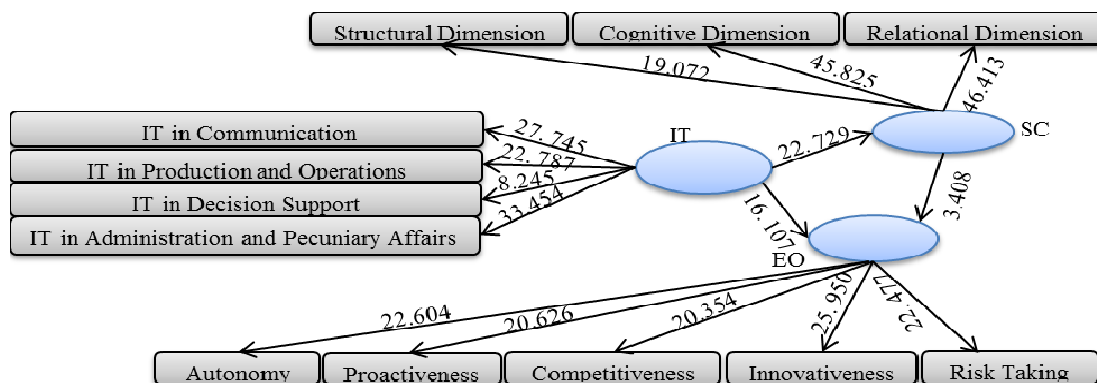 Structural Dimension
Cognitive Dimension
Relational Dimension
19.072
45.825
46.413
IT in Communication
IT in Production and Operations
IT in Decision Support
IT in Administration and Pecuniary Affairs
27.745
22.787
8.245
33.454
IT
22.729
SC
16.107
3.408
EO
22.604
20.626
20.354
25.950
22.477
Autonomy
Proactiveness
Competitiveness
Innovativeness
Risk Taking